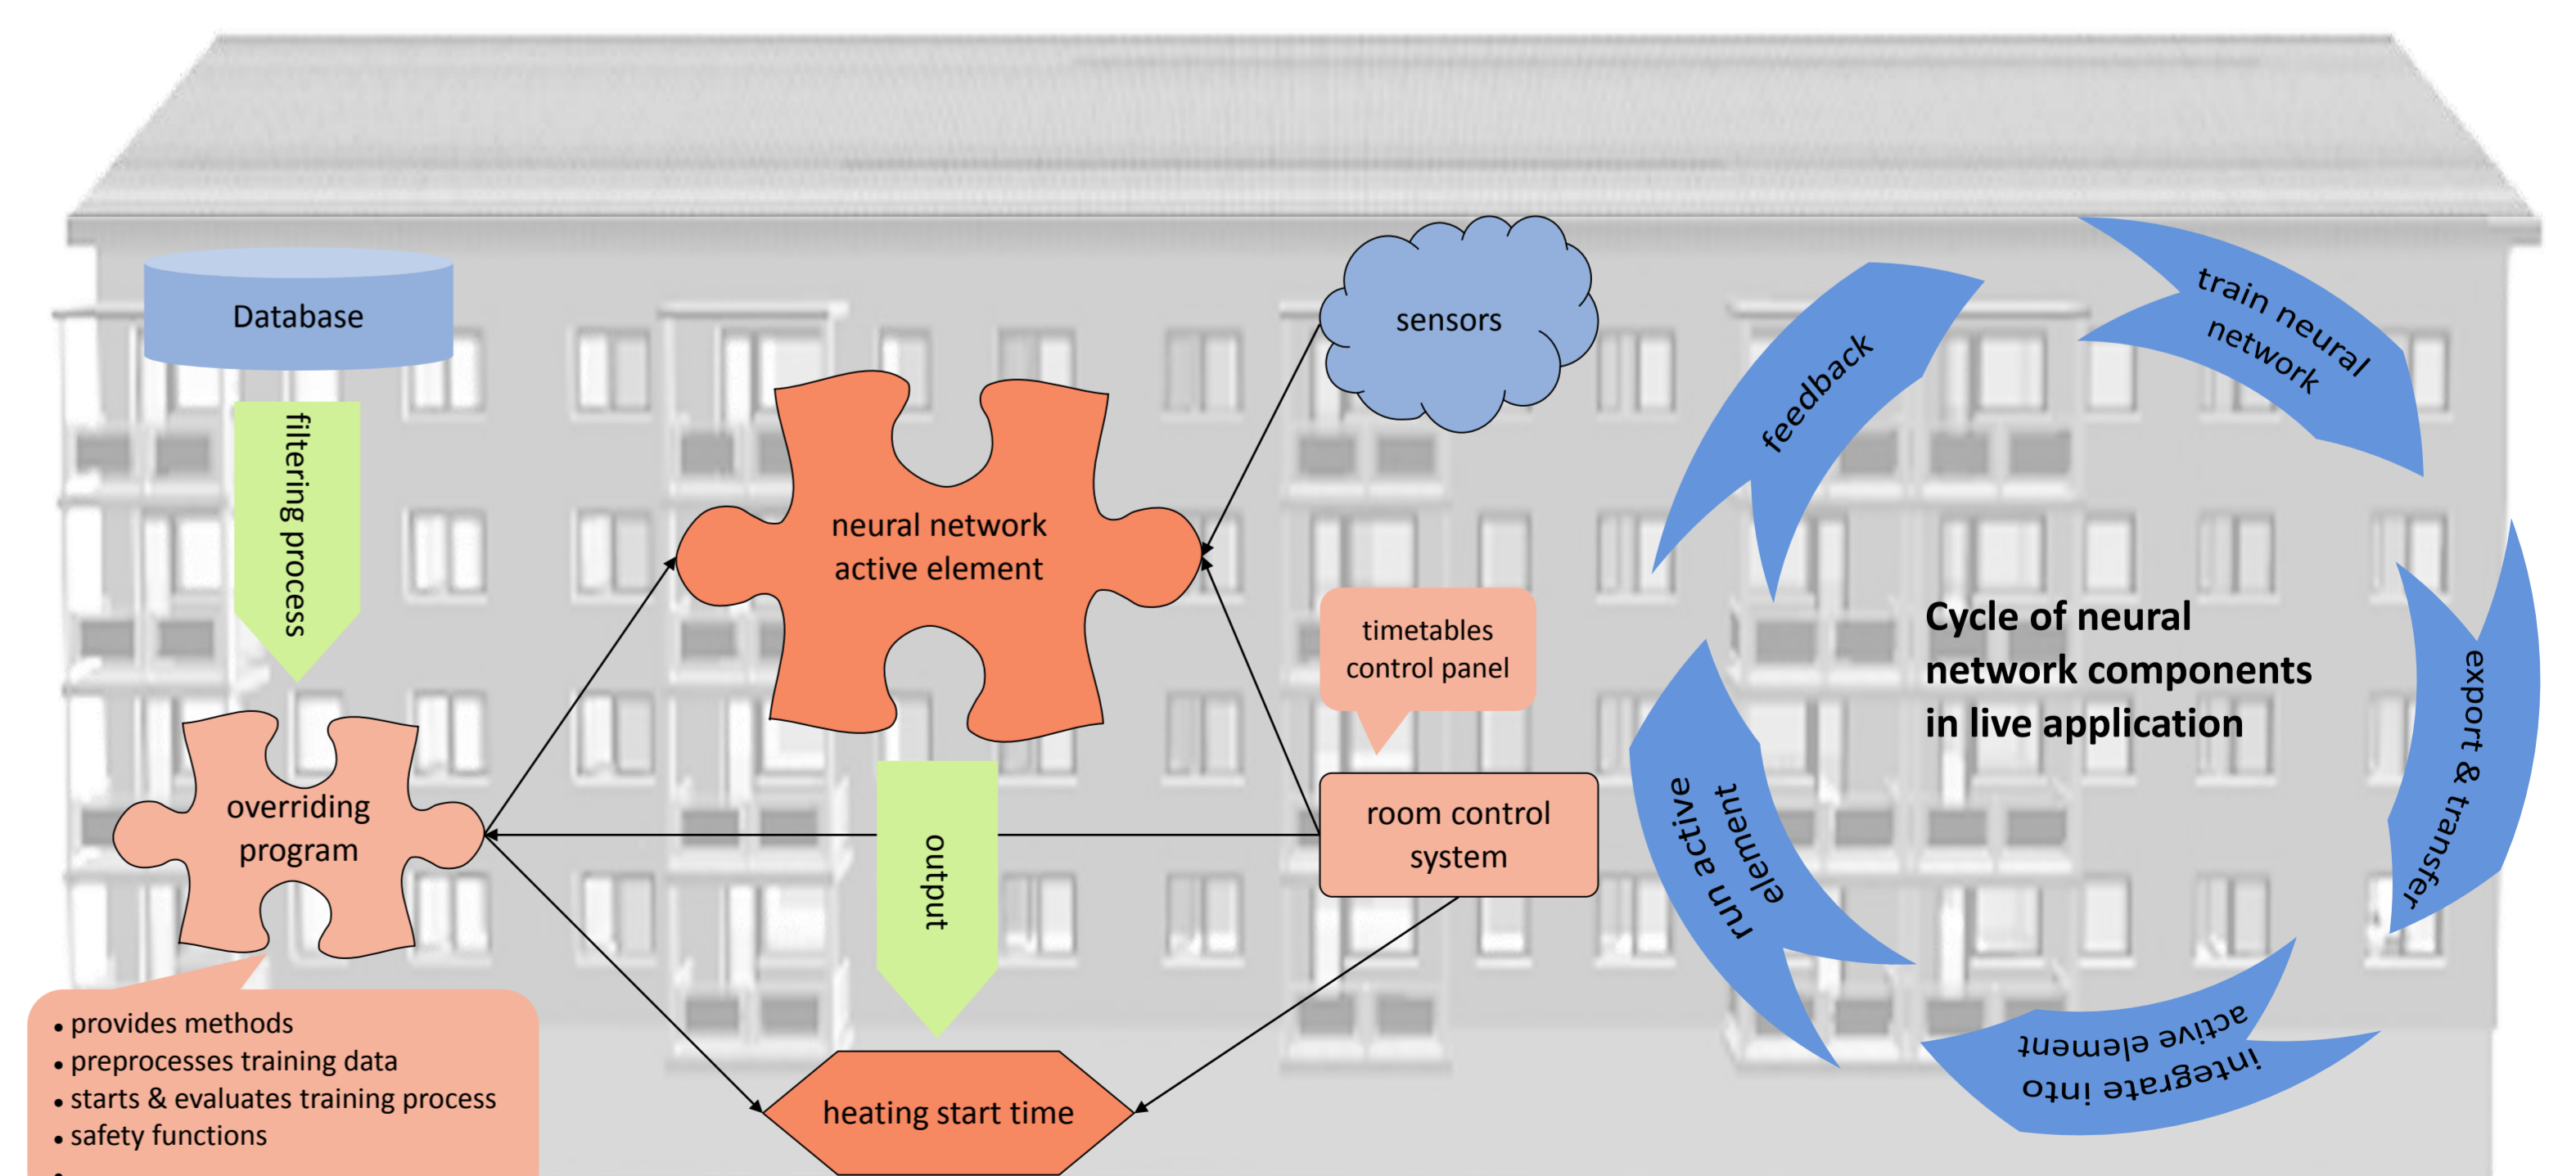 Database
filtering process
overriding
program
• provides methods
• preprocesses training data
• starts & evaluates training process
• safety functions
•
neural network
active element
output
heating start time
sensors
timetables
control panel
room control
system
Cycle of neural
network components
in live application
train neural
network
export & transfer
integrate into
active element
run active
element
feedback